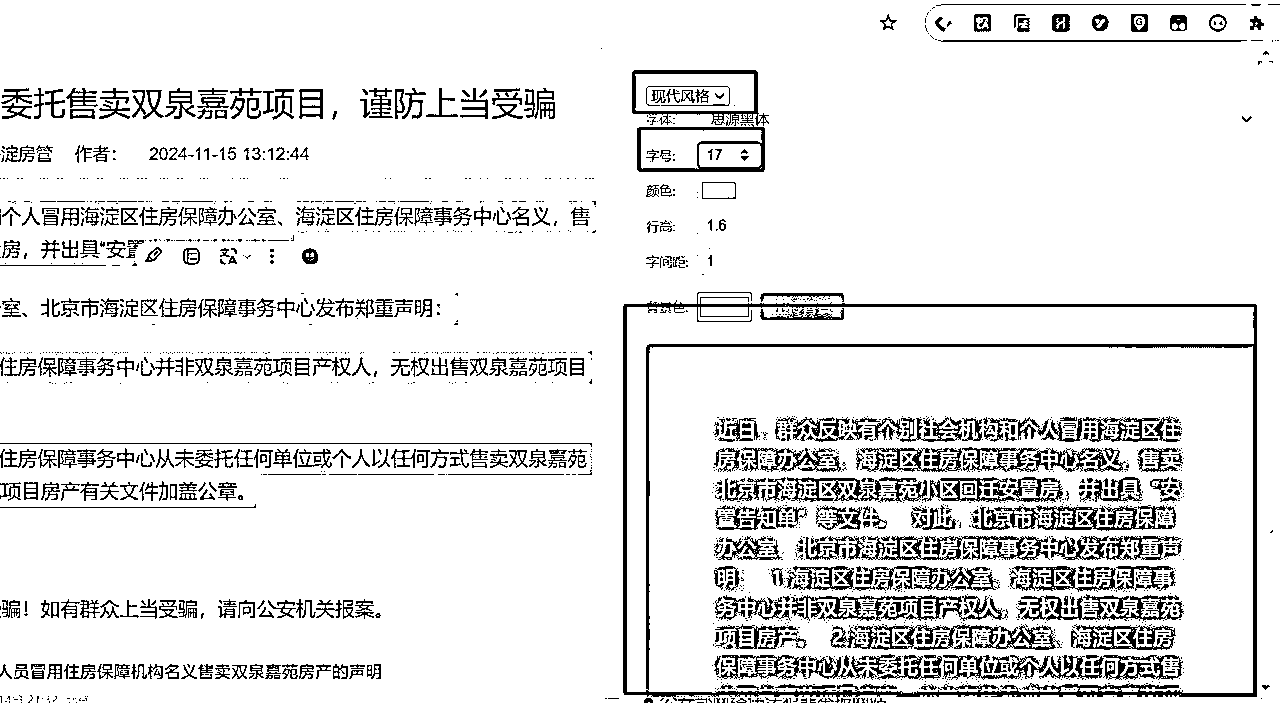 委托售卖双泉嘉苑项目，谨防上当受骗
淀房管 作者： 2024-11-15 13:12:44
个人冒用海淀区住房保障办公室、海淀区住房保障事务中心名义，售
房，并出具“安置
室、北京市海淀区住房保障事务中心发布郑重声明：
住房保障事务中心并非双泉嘉苑项目产权人，无权出售双泉嘉苑项目
住房保障事务中心从未委托任何单位或个人以任何方式售卖双泉嘉苑
项目房产有关文件加盖公章。
骗！如有群众上当受骗，请向公安机关报案。
人员冒用住房保障机构名义售卖双泉嘉苑房产的声明
现代风格
字体: 思源黑体
字号: 17
颜色:
行高: 1.6
字间距: 1
背景色:
近日，群众反映有个别社会机构和个人冒用海淀区住
房保障办公室、海淀区住房保障事务中心名义，售卖
北京市海淀区双泉嘉苑小区回迁安置房，并出具“安
置告知单”等文件。 对此，北京市海淀区住房保障
办公室、北京市海淀区住房保障事务中心发布郑重声
明： 1.海淀区住房保障办公室、海淀区住房保障事
务中心并非双泉嘉苑项目产权人，无权出售双泉嘉苑
项目房产。 2.海淀区住房保障办公室、海淀区住房
保障事务中心从未委托任何单位或个人以任何方式售